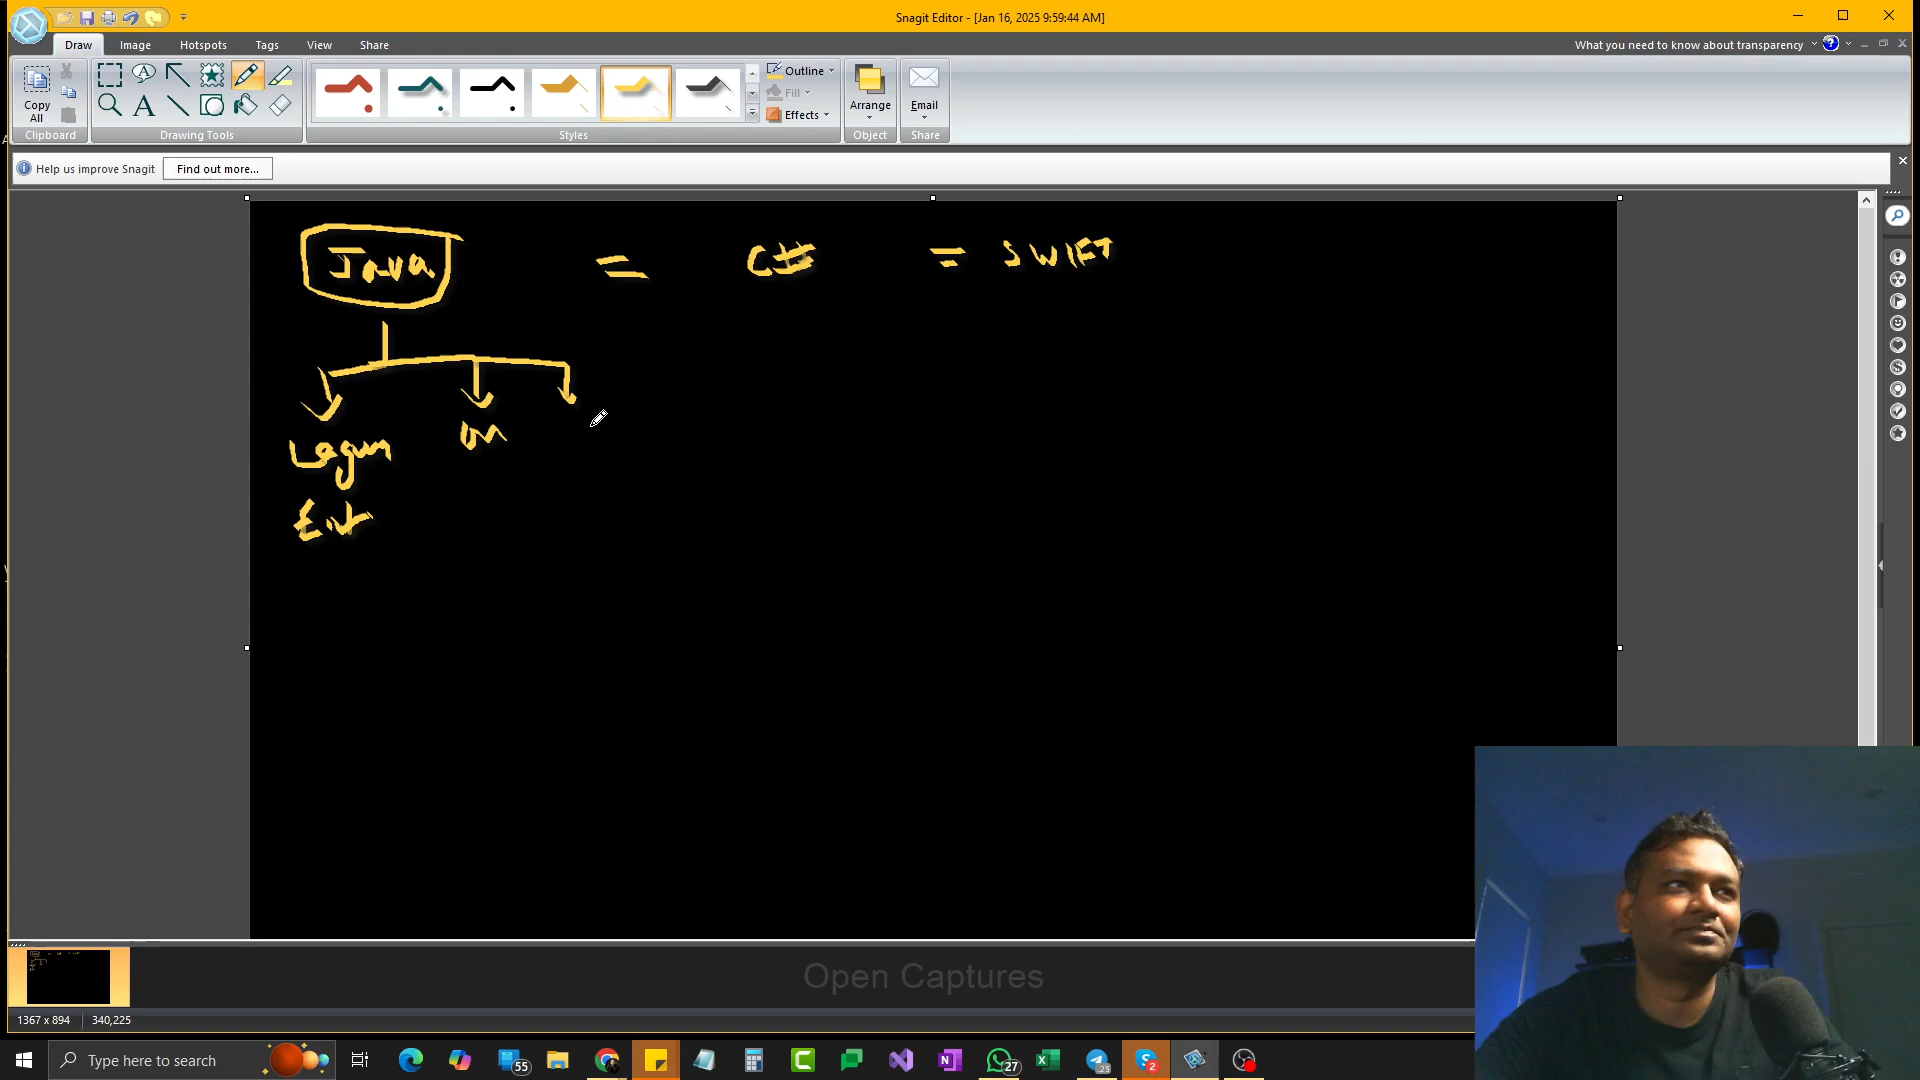 Snagit Editor - [Jan 16, 2025 9:59:44 AM]
Draw Image Hotspots Tags View Share
What you need to know about transparency
Copy All
Clipboard
Drawing Tools
Styles
Outline
Fill
Effects
Arrange
Object
Email
Share
Help us improve Snagit
Find out more...
Java = C# = SWIFT
Open Captures
1367 x 894 340,225
Type here to search
55
27
.25
2